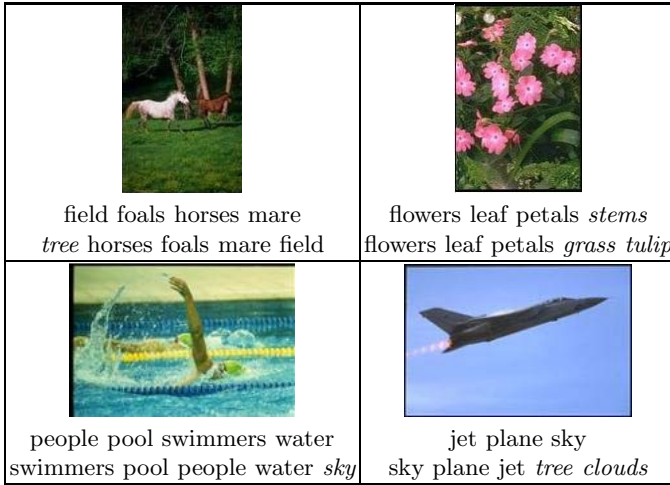 field foals horses mare
tree horses foals mare field
flowers leaf petals stems
flowers leaf petals grass tulip
people pool swimmers water
swimmers pool people water sky
jet plane sky
sky plane jet tree clouds